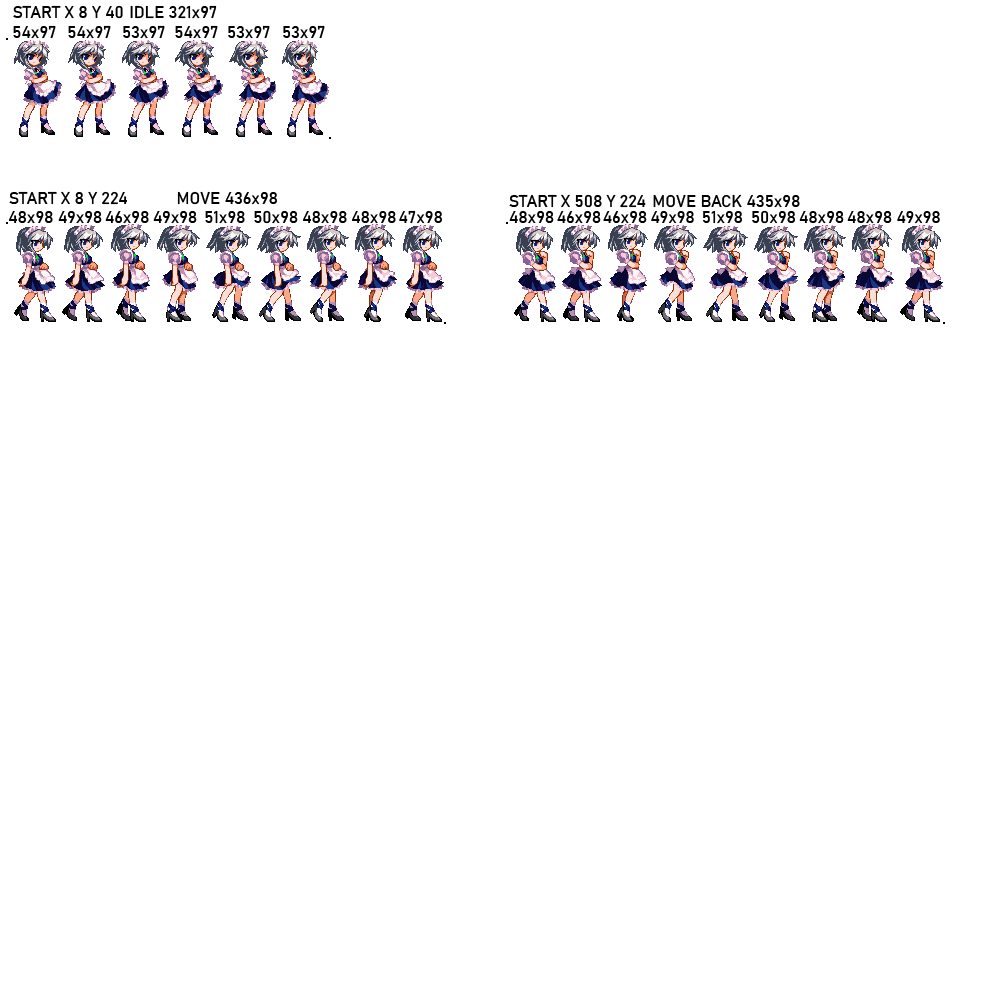 START X 8 Y 40 IDLE 321x97
54x97 54x97 53x97 54x97 53x97 53x97
START X 8 Y 224 MOVE 436x98
48x98 49x98 46x98 49x98 51x98 50x98 48x98 48x98 47x98
START X 508 Y 224 MOVE BACK 435x98
48x98 46x98 46x98 49x98 51x98 50x98 48x98 48x98 49x98